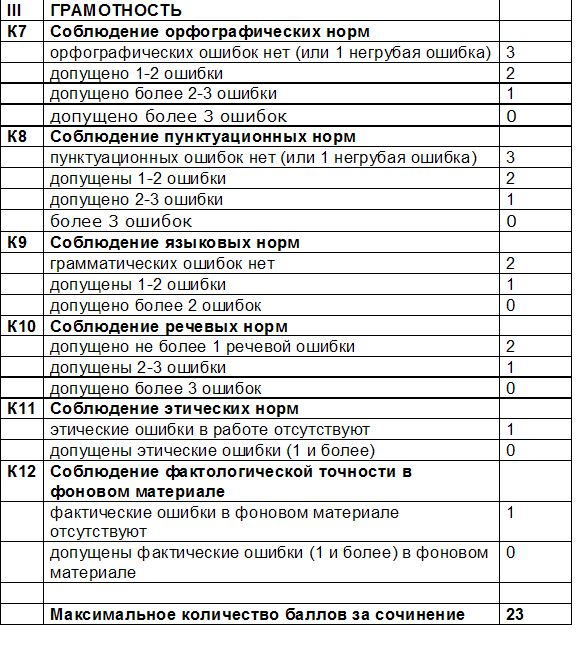 III ГРАМОТНОСТЬ
К7 Соблюдение орфографических норм
орфографических ошибок нет (или 1 негрубая ошибка) 3
допущено 1-2 ошибки 2
допущено более 2-3 ошибки 1
допущено более 3 ошибок 0
К8 Соблюдение пунктуационных норм
пунктуационных ошибок нет (или 1 негрубая ошибка) 3
допущены 1-2 ошибки 2
допущено 2-3 ошибки 1
более 3 ошибок 0
К9 Соблюдение языковых норм
грамматических ошибок нет 2
допущены 1-2 ошибки 1
допущено более 2 ошибок 0
К10 Соблюдение речевых норм
допущено не более 1 речевой ошибки 2
допущены 2-3 ошибки 1
допущено более 3 ошибок 0
К11 Соблюдение этических норм
этические ошибки в работе отсутствуют 1
допущены этические ошибки (1 и более) 0
К12 Соблюдение фактологической точности в
фоновом материале
фактические ошибки в фоновом материале 1
отсутствуют
допущены фактические ошибки (1 и более) в фоновом 0
материале
Максимальное количество баллов за сочинение 23